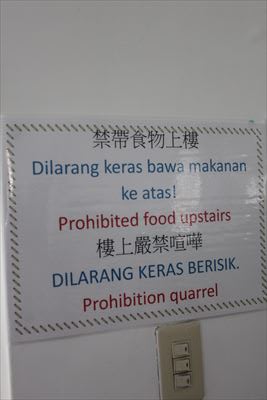 禁帶食物上樓
Dilarang keras bawa makanan
ke atas!
Prohibited food upstairs
樓上嚴禁喧嘩
DILARANG KERAS BERISIK.
Prohibition quarrel